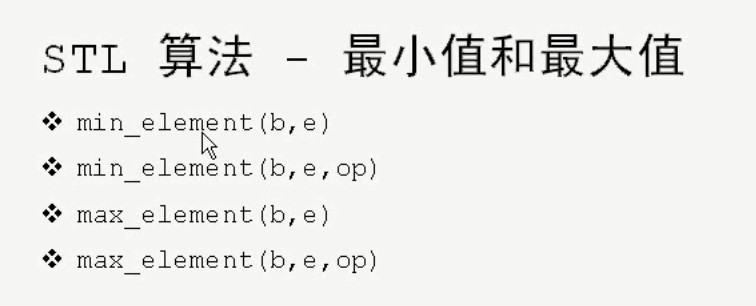 STL 算法 - 最小值和最大值
❖ min_element(b,e)
❖ min_element(b,e,op)
❖ max_element(b,e)
❖ max_element(b,e,op)